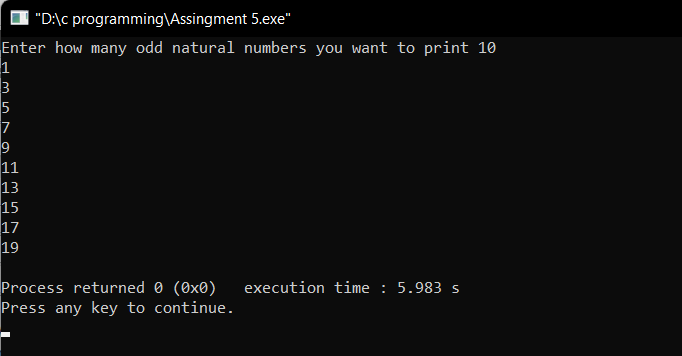 "D:\c programming\Assingment 5.exe"
Enter how many odd natural numbers you want to print 10
1
3
5
7
9
11
13
15
17
19
Process returned 0 (0x0)   execution time : 5.983 s
Press any key to continue.